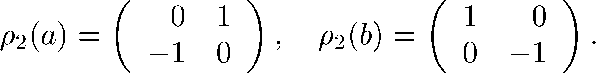 ρ₂(a) = ( 0 1 ; −1 0 ), ρ₂(b) = ( 1 0 ; 0 −1 ).